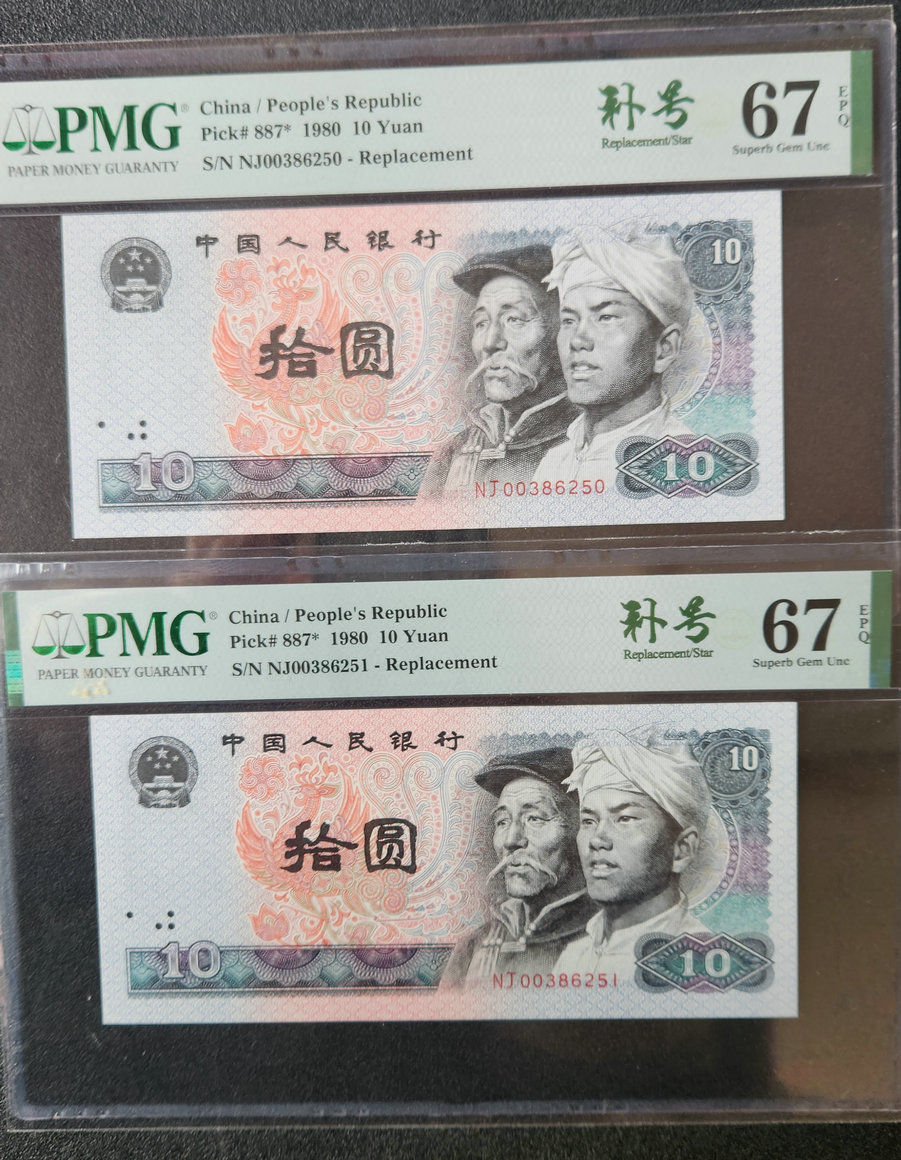 PMG®
PAPER MONEY GUARANTY
China / People's Republic
Pick# 887* 1980 10 Yuan
S/N NJ00386250 - Replacement
补号
Replacement/Star
67
EPQ
Superb Gem Unc
中国人民银行
10
拾圆
10
NJ00386250
10
PMG®
PAPER MONEY GUARANTY
China / People's Republic
Pick# 887* 1980 10 Yuan
S/N NJ00386251 - Replacement
补号
Replacement/Star
67
EPQ
Superb Gem Unc
中国人民银行
10
拾圆
10
NJ00386251
10